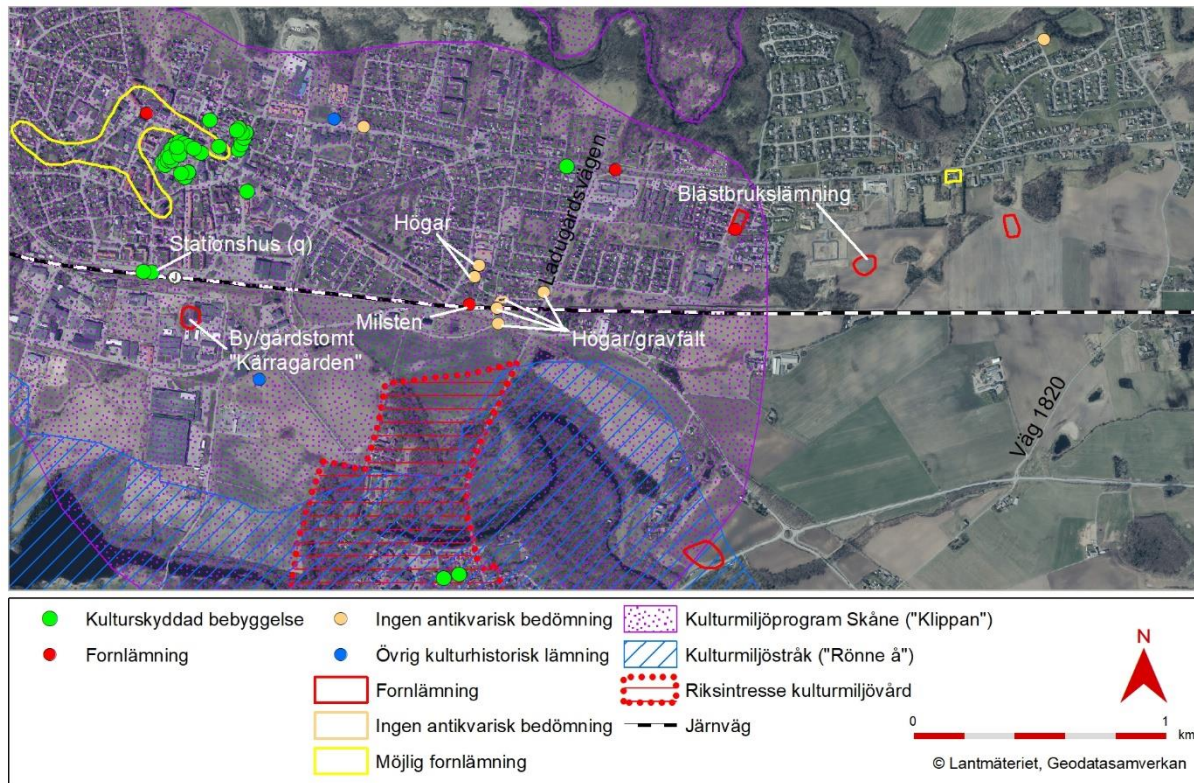 Ladugårdsvägen
Blästbrukslämning
Högar
Stationshus (q)
J
Milsten
Högar/gravfält
By/gårdstomt
"Kärragården"
Väg 1820
Kulturskyddad bebyggelse
Fornlämning
Ingen antikvarisk bedömning
Övrig kulturhistorisk lämning
Fornlämning
Ingen antikvarisk bedömning
Möjlig fornlämning
Kulturmiljöprogram Skåne ("Klippan")
Kulturmiljöstråk ("Rönne å")
Riksintresse kulturmiljövård
Järnväg
N
0 1
km
© Lantmäteriet, Geodatasamverkan